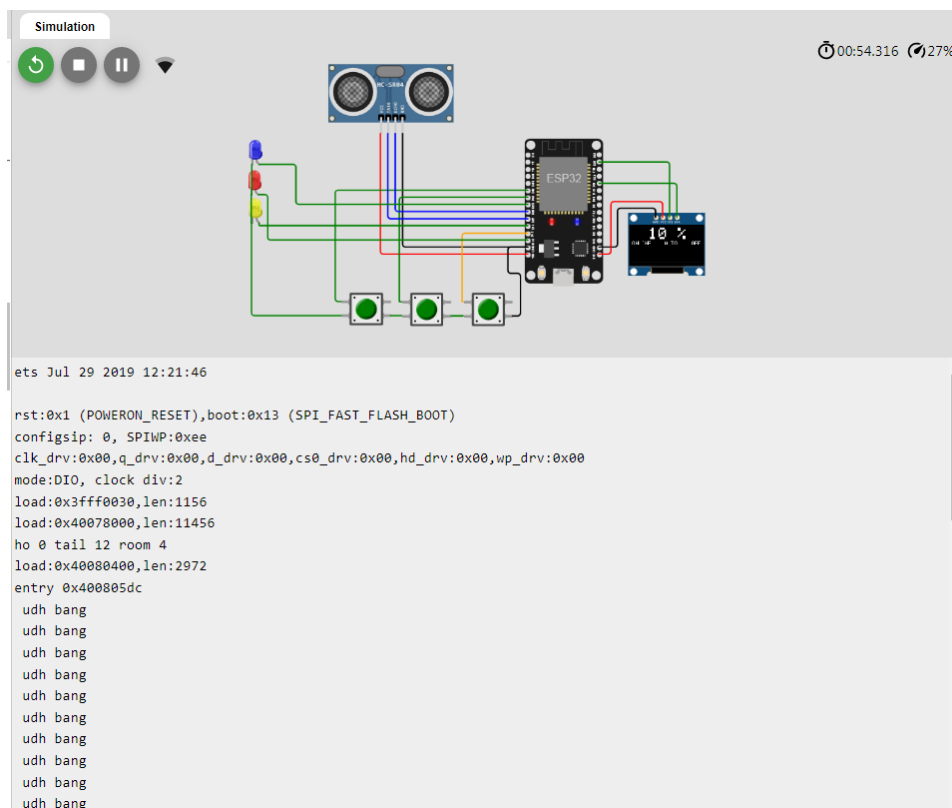 Simulation
00:54.316 27%
HC-SR04
ESP32
10 %
ets Jul 29 2019 12:21:46
rst:0x1 (POWERON_RESET),boot:0x13 (SPI_FAST_FLASH_BOOT)
configsip: 0, SPIWP:0xee
clk_drv:0x00,q_drv:0x00,d_drv:0x00,cs0_drv:0x00,hd_drv:0x00,wp_drv:0x00
mode:DIO, clock div:2
load:0x3fff0030,len:1156
load:0x40078000,len:11456
ho 0 tail 12 room 4
load:0x40080400,len:2972
entry 0x400805dc
udh bang
udh bang
udh bang
udh bang
udh bang
udh bang
udh bang
udh bang
udh bang
udh bang